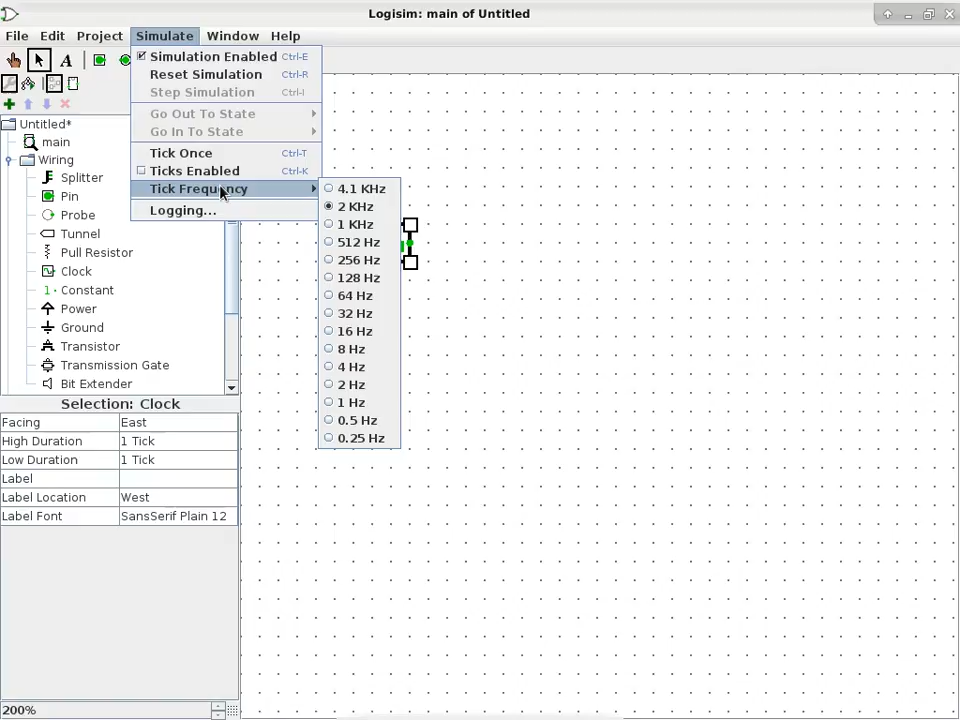 Logisim: main of Untitled
File Edit Project Simulate Window Help
A
Simulation Enabled Ctrl-E
Reset Simulation Ctrl-R
Step Simulation Ctrl-I
Go Out To State
Go In To State
Tick Once Ctrl-T
Ticks Enabled Ctrl-K
Tick Frequency
Logging...
4.1 KHz
2 KHz
1 KHz
512 Hz
256 Hz
128 Hz
64 Hz
32 Hz
16 Hz
8 Hz
4 Hz
2 Hz
1 Hz
0.5 Hz
0.25 Hz
Untitled*
main
Wiring
Splitter
Pin
Probe
Tunnel
Pull Resistor
Clock
1 Constant
Power
Ground
Transistor
Transmission Gate
Bit Extender
Selection: Clock
Facing East
High Duration 1 Tick
Low Duration 1 Tick
Label
Label Location West
Label Font SansSerif Plain 12
200%